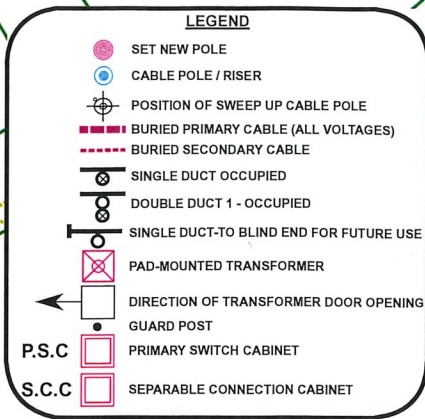 LEGEND
SET NEW POLE
CABLE POLE / RISER
POSITION OF SWEEP UP CABLE POLE
BURIED PRIMARY CABLE (ALL VOLTAGES)
BURIED SECONDARY CABLE
SINGLE DUCT OCCUPIED
DOUBLE DUCT 1 - OCCUPIED
SINGLE DUCT-TO BLIND END FOR FUTURE USE
PAD-MOUNTED TRANSFORMER
DIRECTION OF TRANSFORMER DOOR OPENING
GUARD POST
P.S.C PRIMARY SWITCH CABINET
S.C.C SEPARABLE CONNECTION CABINET